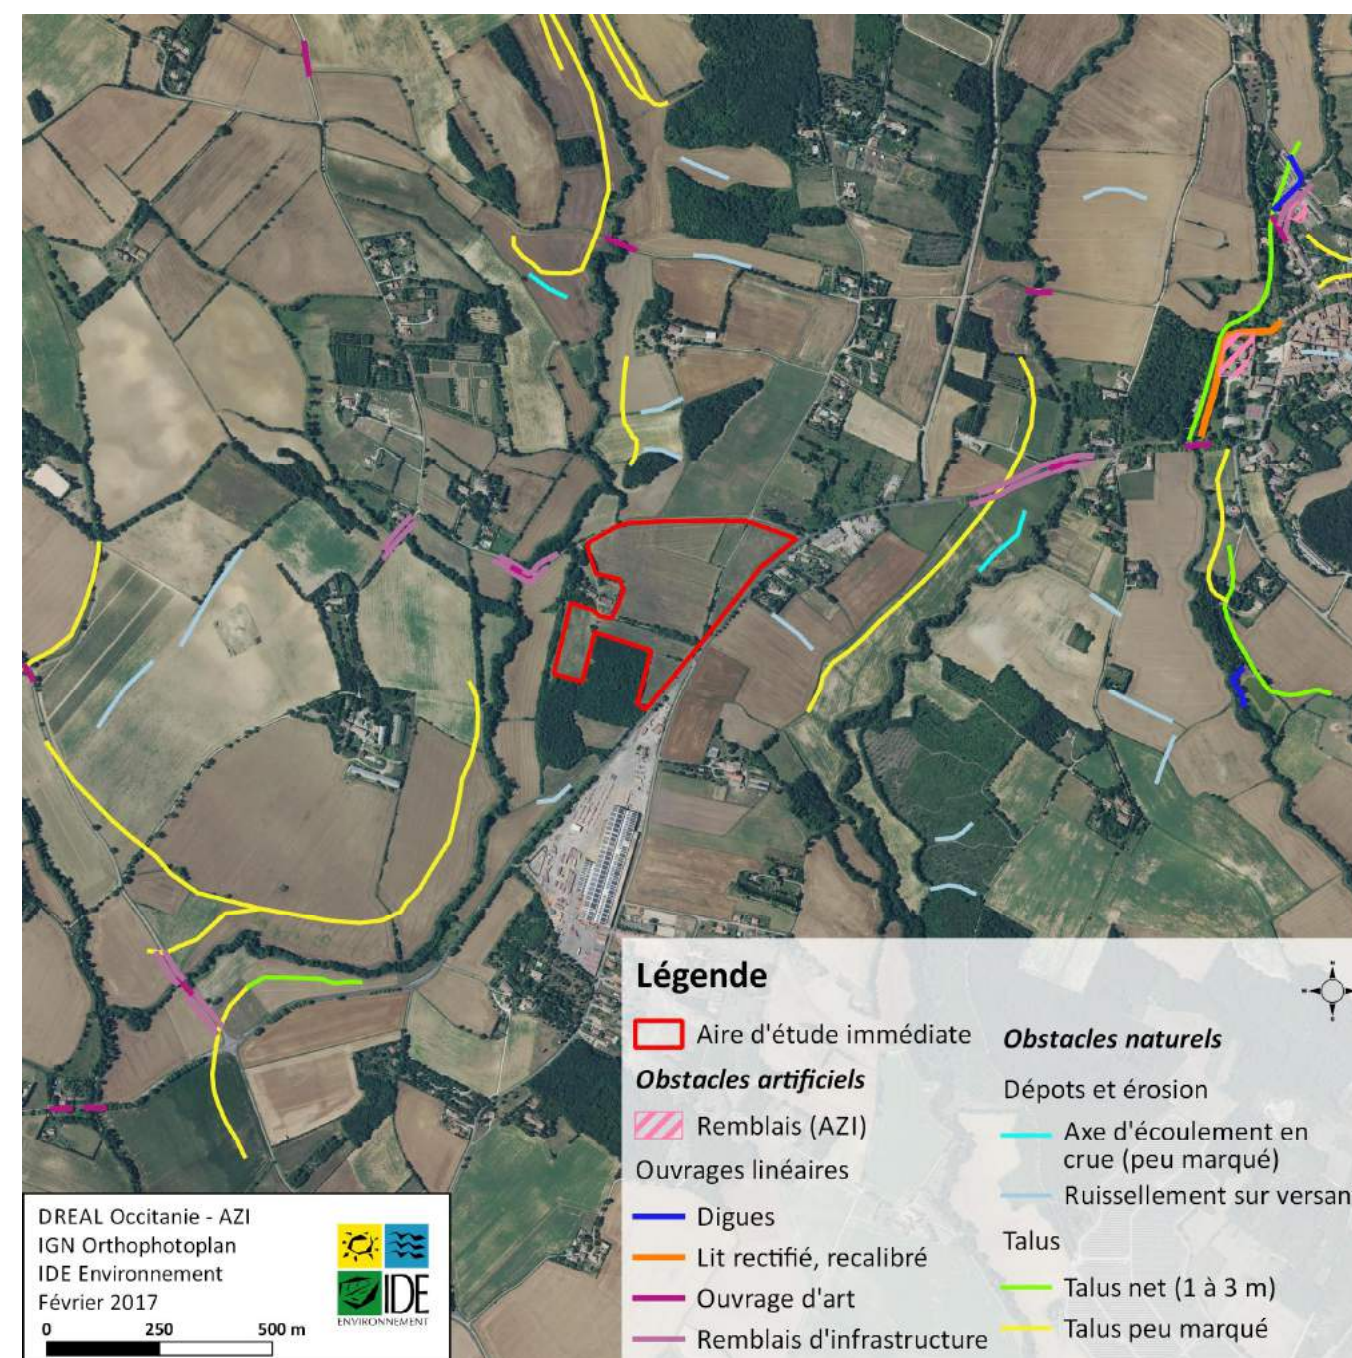 Légende
Aire d'étude immédiate
Obstacles artificiels
Remblais (AZI)
Ouvrages linéaires
Digues
Lit rectifié, recalibré
Ouvrage d'art
Remblais d'infrastructure
Obstacles naturels
Dépots et érosion
Axe d'écoulement en
crue (peu marqué)
Ruissellement sur versan
Talus
Talus net (1 à 3 m)
Talus peu marqué
DREAL Occitanie - AZI
IGN Orthophotoplan
IDE Environnement
Février 2017
0 250 500 m
IDE
ENVIRONNEMENT